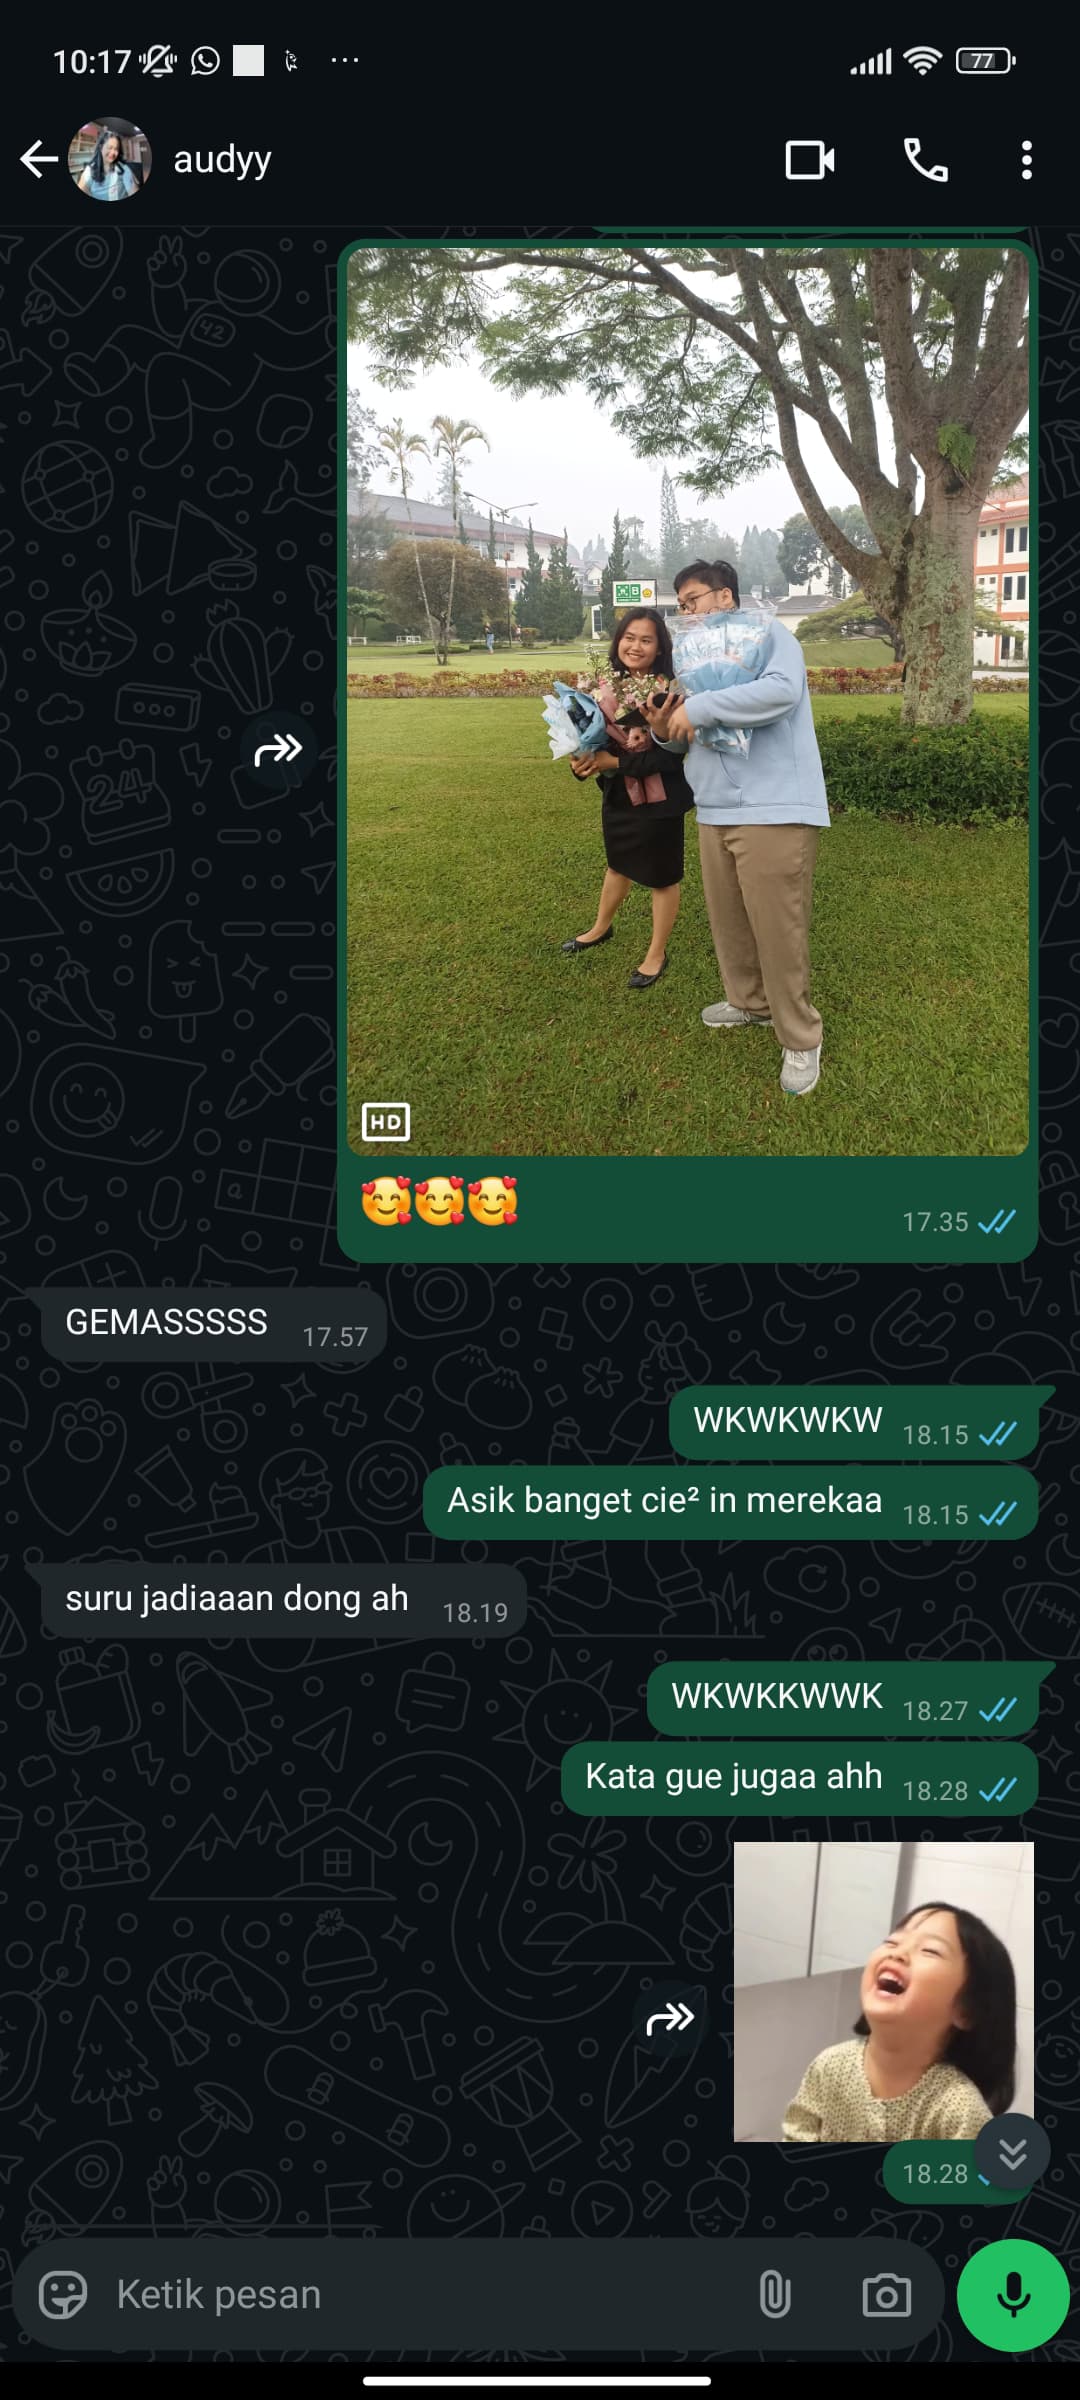 10:17
77
audyy
HD
🥰🥰🥰
17.35
GEMASSSSS 17.57
WKWKWKW 18.15
Asik banget cie² in merekaa 18.15
suru jadiaaan dong ah 18.19
WKWKKWWK 18.27
Kata gue jugaa ahh 18.28
18.28
Ketik pesan